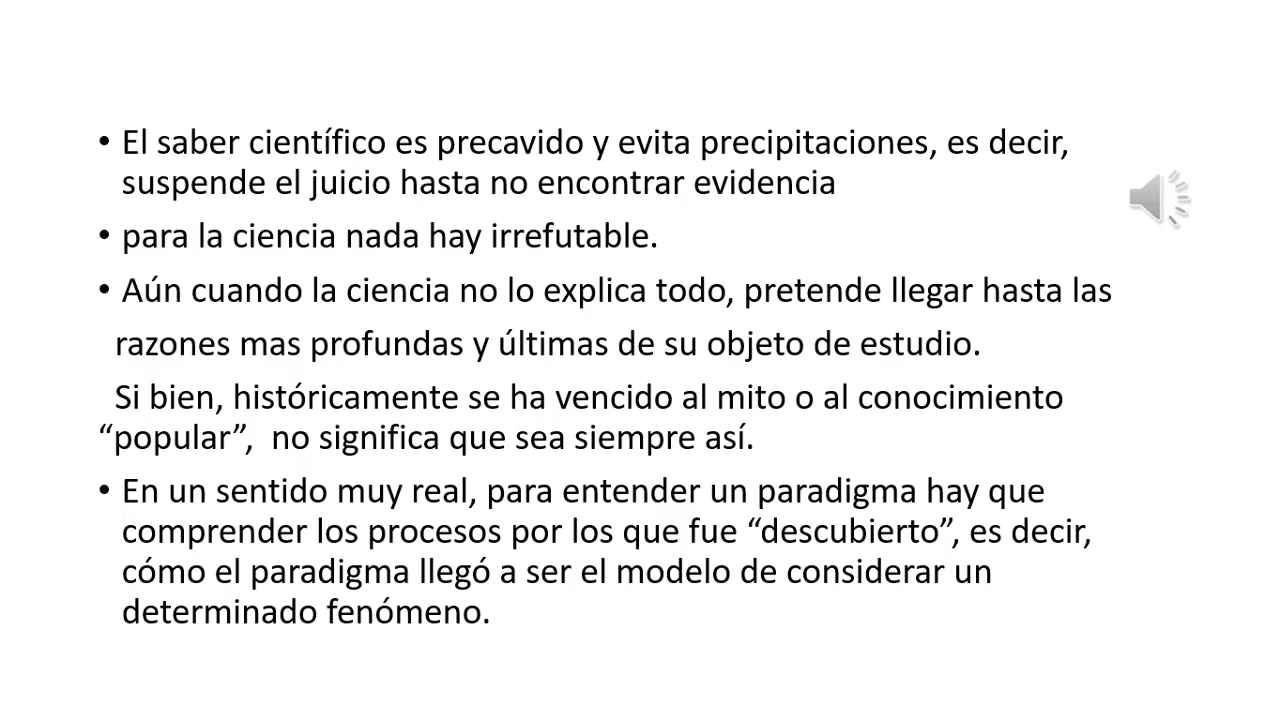 • El saber científico es precavido y evita precipitaciones, es decir,
suspende el juicio hasta no encontrar evidencia
• para la ciencia nada hay irrefutable.
• Aún cuando la ciencia no lo explica todo, pretende llegar hasta las
razones mas profundas y últimas de su objeto de estudio.
Si bien, históricamente se ha vencido al mito o al conocimiento
“popular”, no significa que sea siempre así.
• En un sentido muy real, para entender un paradigma hay que
comprender los procesos por los que fue “descubierto”, es decir,
cómo el paradigma llegó a ser el modelo de considerar un
determinado fenómeno.